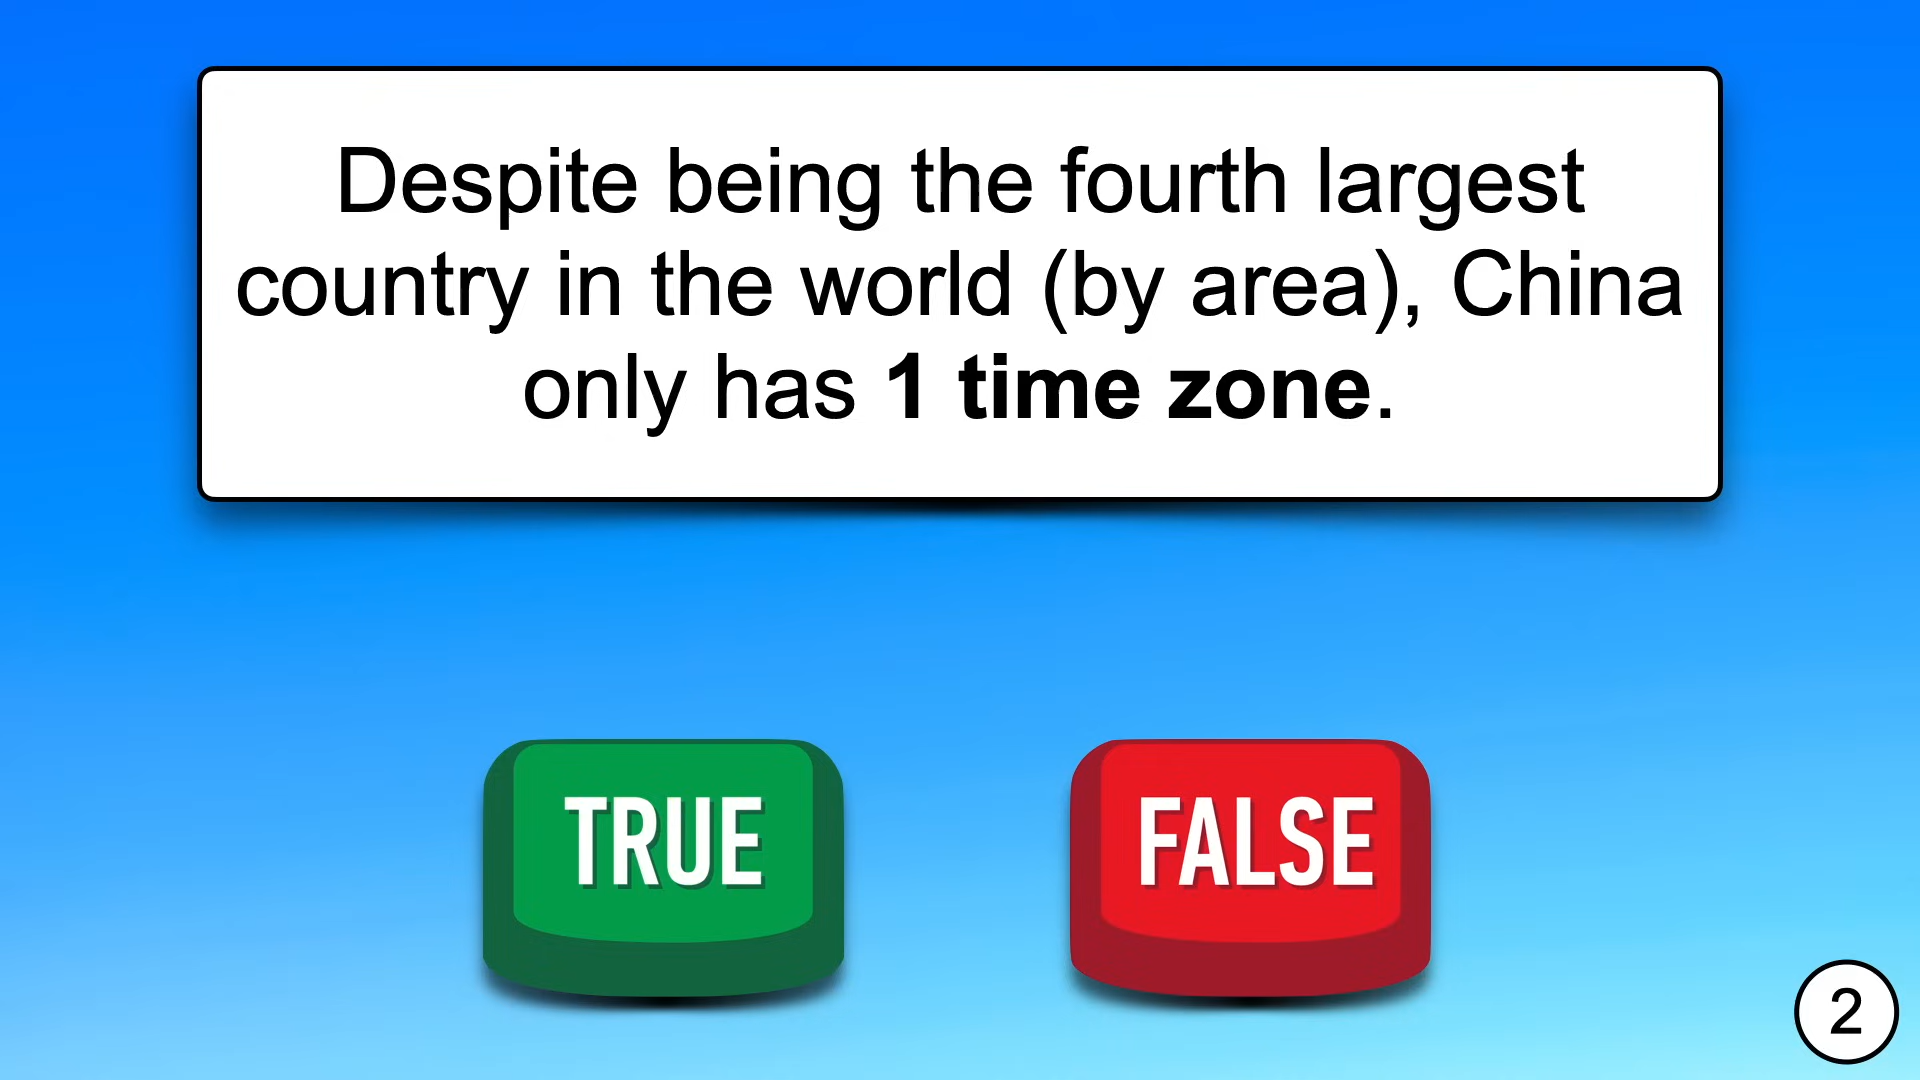 Despite being the fourth largest
country in the world (by area), China
only has 1 time zone.
TRUE
FALSE
2